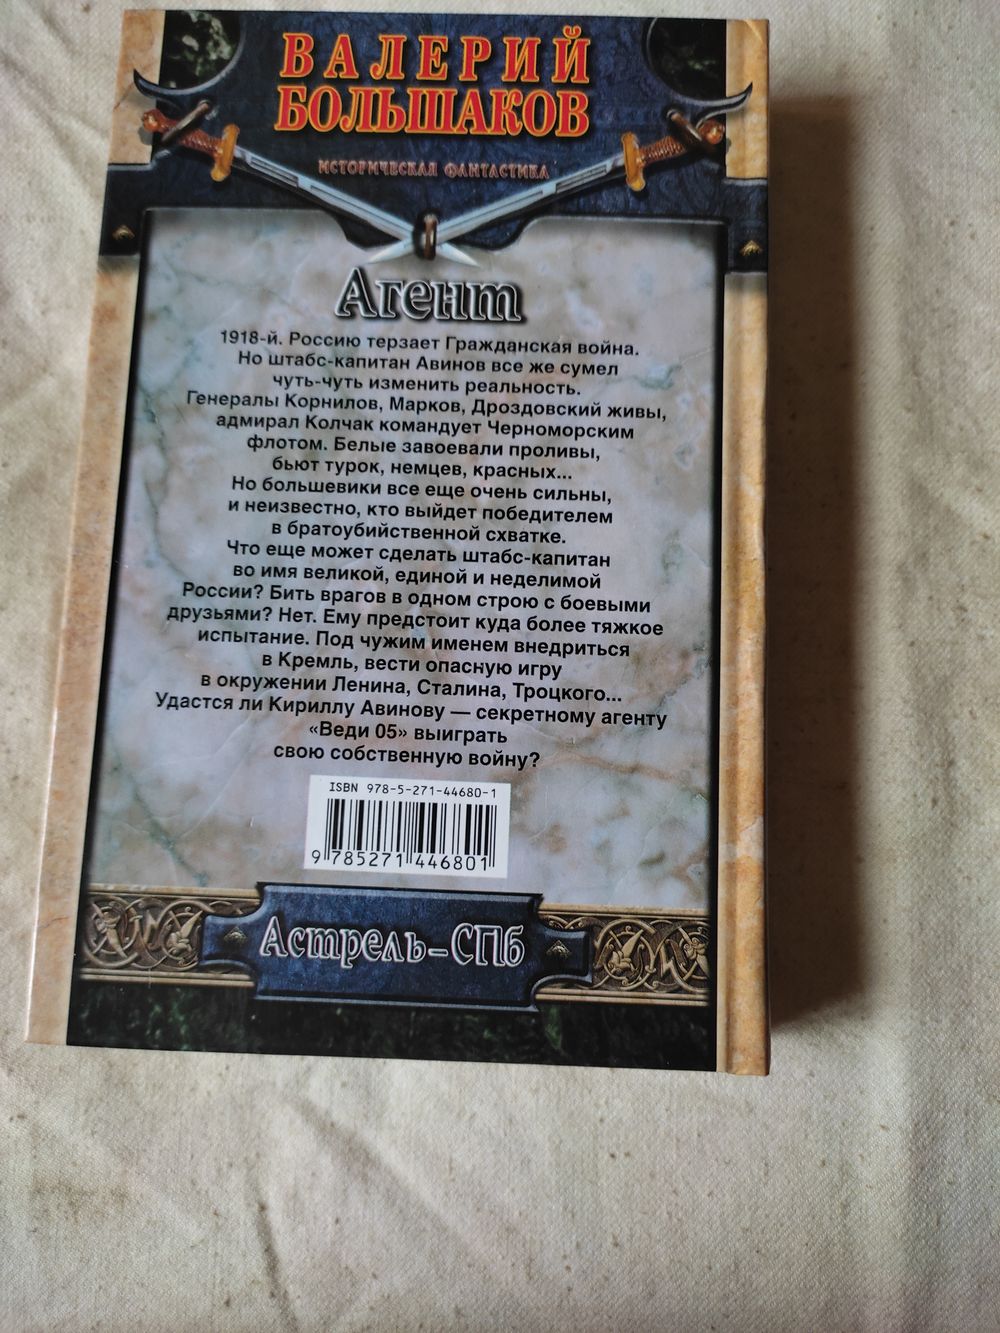 ВАЛЕРИЙ
БОЛЬШАКОВ
ИСТОРИЧЕСКАЯ ФАНТАСТИКА
Агент
1918-й. Россию терзает Гражданская война.
Но штабс-капитан Авинов все же сумел
чуть-чуть изменить реальность.
Генералы Корнилов, Марков, Дроздовский живы,
адмирал Колчак командует Черноморским
флотом. Белые завоевали проливы,
бьют турок, немцев, красных...
Но большевики все еще очень сильны,
и неизвестно, кто выйдет победителем
в братоубийственной схватке.
Что еще может сделать штабс-капитан
во имя великой, единой и неделимой
России? Бить врагов в одном строю с боевыми
друзьями? Нет. Ему предстоит куда более тяжкое
испытание. Под чужим именем внедриться
в Кремль, вести опасную игру
в окружении Ленина, Сталина, Троцкого...
Удастся ли Кириллу Авинову — секретному агенту
«Веди 05» выиграть
свою собственную войну?
ISBN 978-5-271-44680-1
9 785271 446801
Астрель-СПб